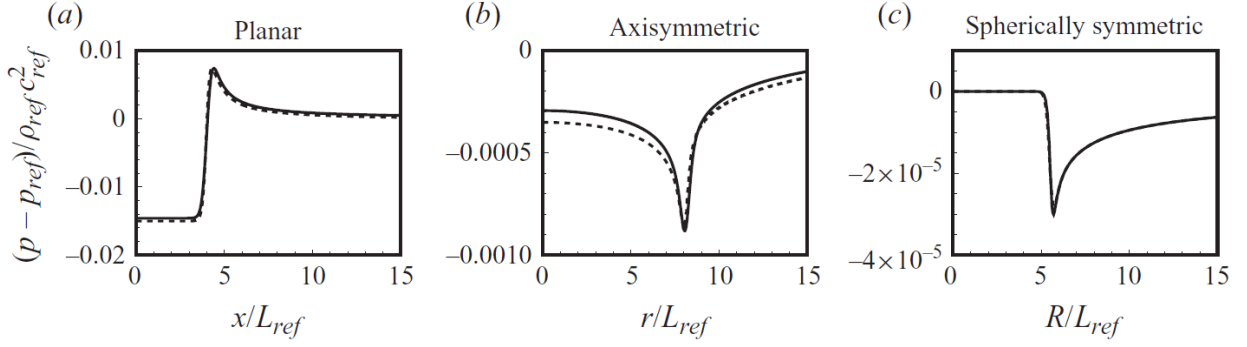 (a) Planar
(b) Axisymmetric
(c) Spherically symmetric
(p − p_ref)/ρ_ref c²_ref
0.01
0
−0.01
−0.02
0 5 10 15
x/L_ref
0
−0.0005
−0.0010
0 5 10 15
r/L_ref
0
−2×10⁻⁵
−4×10⁻⁵
0 5 10 15
R/L_ref